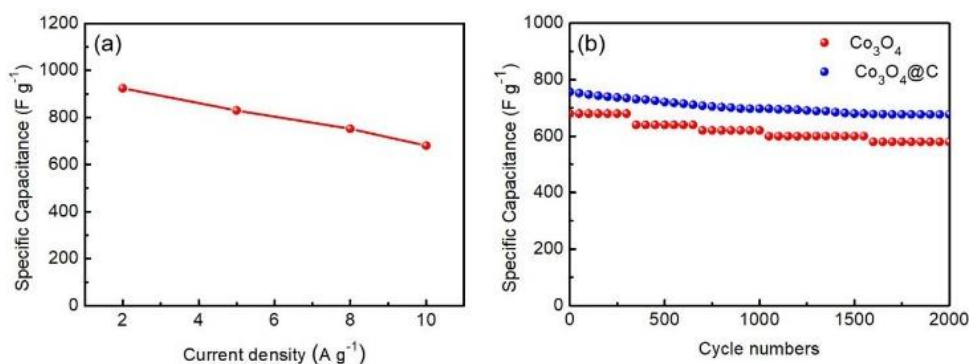 (a)
1200
1000
800
600
400
200
0
2
4
6
8
10
Specific Capacitance (F g⁻¹)
Current density (A g⁻¹)
(b)
Co₃O₄
Co₃O₄@C
1000
800
600
400
200
0
0
500
1000
1500
2000
Specific Capacitance (F g⁻¹)
Cycle numbers